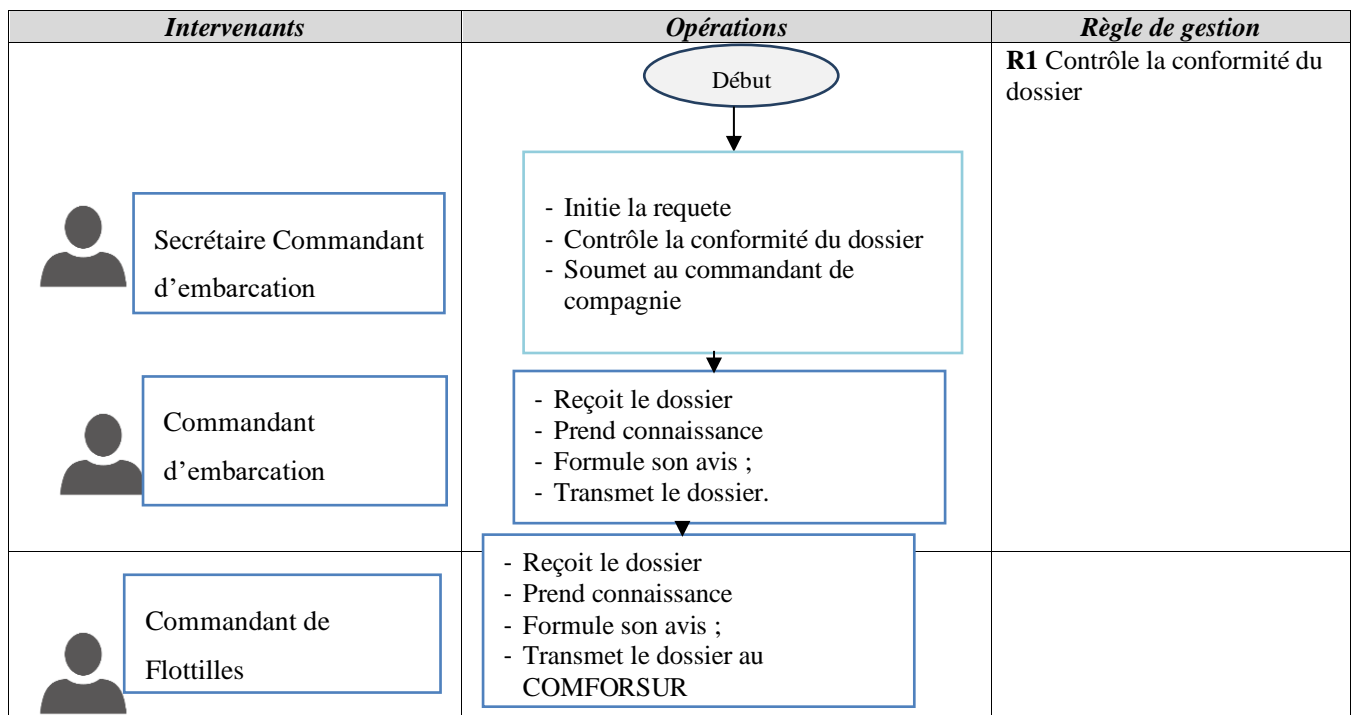 Intervenants
Opérations
Règle de gestion
Début
R1 Contrôle la conformité du
dossier
Secrétaire Commandant
d’embarcation
- Initie la requete
- Contrôle la conformité du dossier
- Soumet au commandant de
compagnie
Commandant
d’embarcation
- Reçoit le dossier
- Prend connaissance
- Formule son avis ;
- Transmet le dossier.
Commandant de
Flottilles
- Reçoit le dossier
- Prend connaissance
- Formule son avis ;
- Transmet le dossier au
COMFORSUR